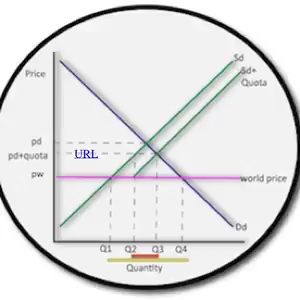 Price
Sd
Sd+
Quota
pd
pd+quota
URL
pw
world price
Dd
Q1 Q2 Q3 Q4
Quantity